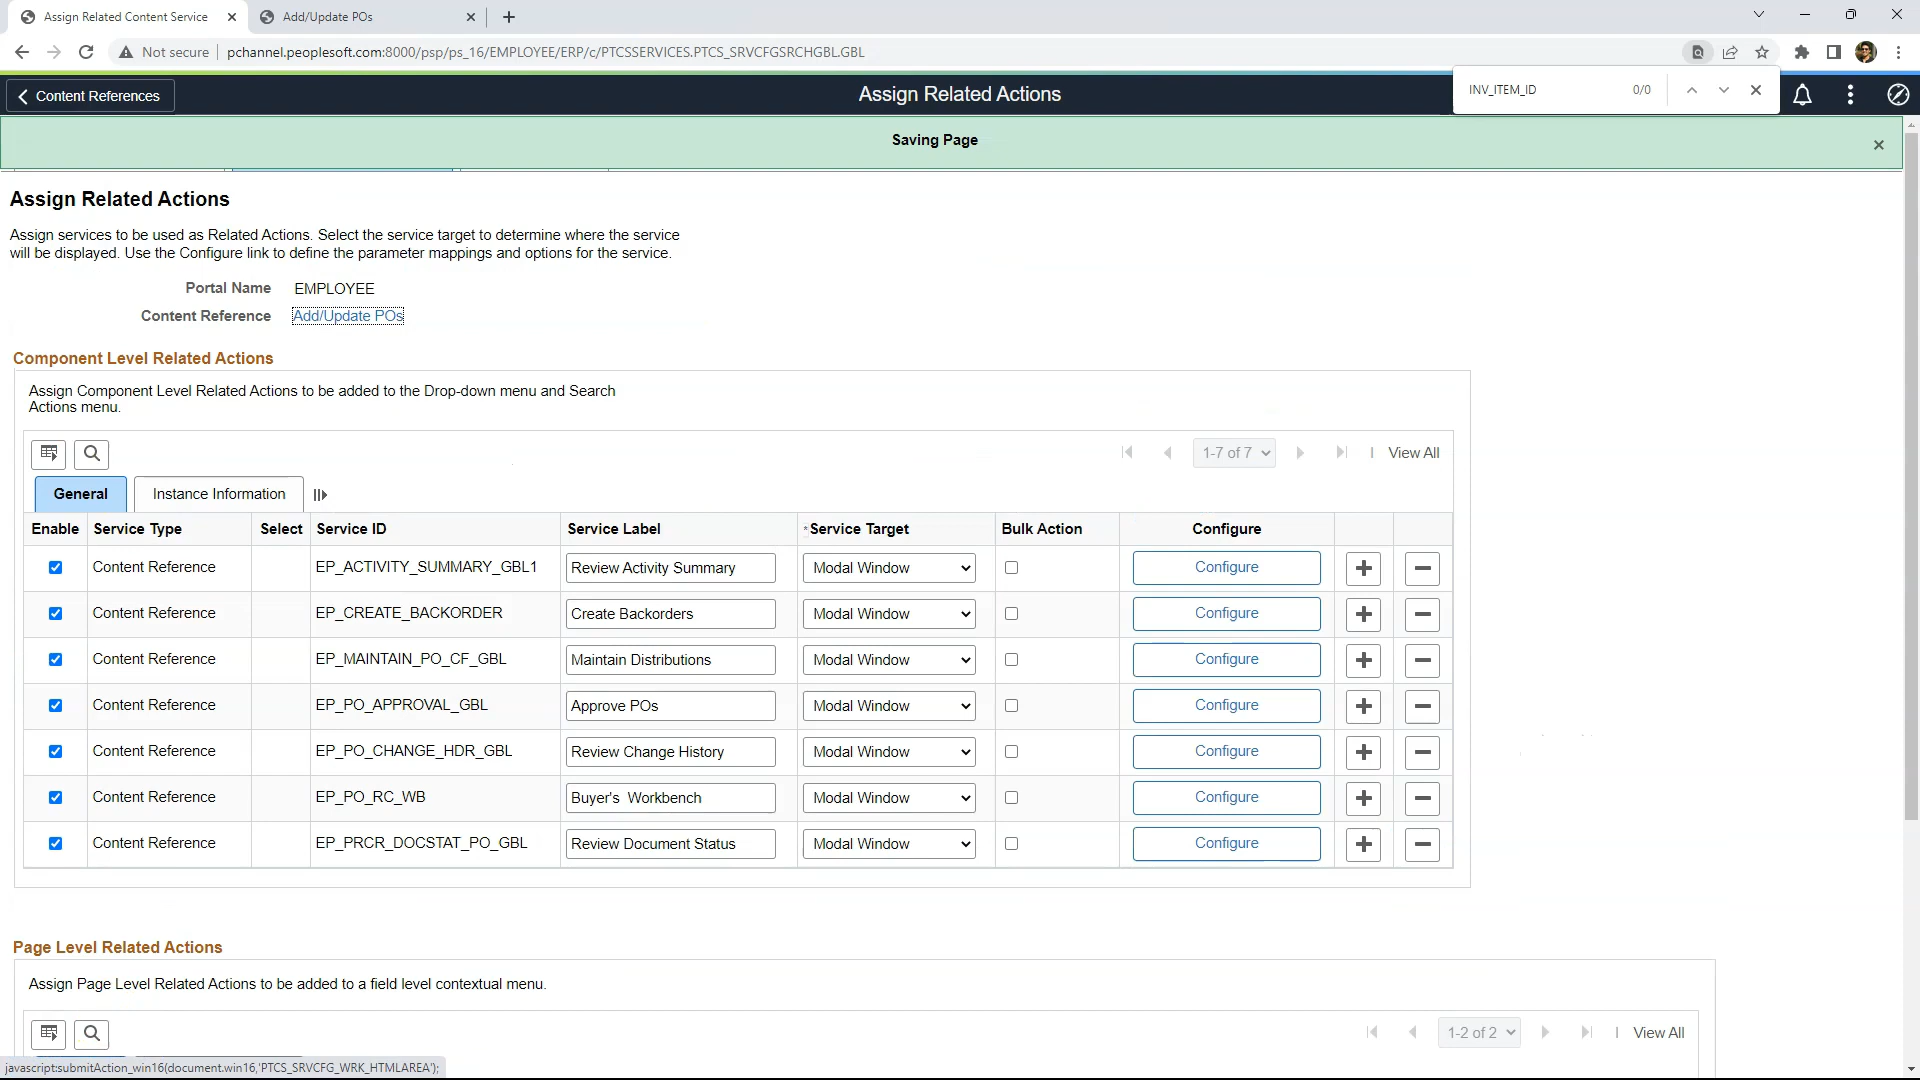 Assign Related Content Service
Add/Update POs
Not secure
pchannel.peoplesoft.com:8000/psp/ps_16/EMPLOYEE/ERP/c/PTCSSERVICES.PTCS_SRVCFGSRCHGBL.GBL
Content References
Assign Related Actions
INV_ITEM_ID 0/0
Saving Page
Assign Related Actions
Assign services to be used as Related Actions. Select the service target to determine where the service
will be displayed. Use the Configure link to define the parameter mappings and options for the service.
Portal Name EMPLOYEE
Content Reference Add/Update POs
Component Level Related Actions
Assign Component Level Related Actions to be added to the Drop-down menu and Search
Actions menu.
1-7 of 7 View All
General Instance Information
Enable Service Type Select Service ID Service Label *Service Target Bulk Action Configure
Content Reference EP_ACTIVITY_SUMMARY_GBL1 Review Activity Summary Modal Window Configure
Content Reference EP_CREATE_BACKORDER Create Backorders Modal Window Configure
Content Reference EP_MAINTAIN_PO_CF_GBL Maintain Distributions Modal Window Configure
Content Reference EP_PO_APPROVAL_GBL Approve POs Modal Window Configure
Content Reference EP_PO_CHANGE_HDR_GBL Review Change History Modal Window Configure
Content Reference EP_PO_RC_WB Buyer's  Workbench Modal Window Configure
Content Reference EP_PRCR_DOCSTAT_PO_GBL Review Document Status Modal Window Configure
Page Level Related Actions
Assign Page Level Related Actions to be added to a field level contextual menu.
1-2 of 2 View All
javascript:submitAction_win16(document.win16,'PTCS_SRVCFG_WRK_HTMLAREA');